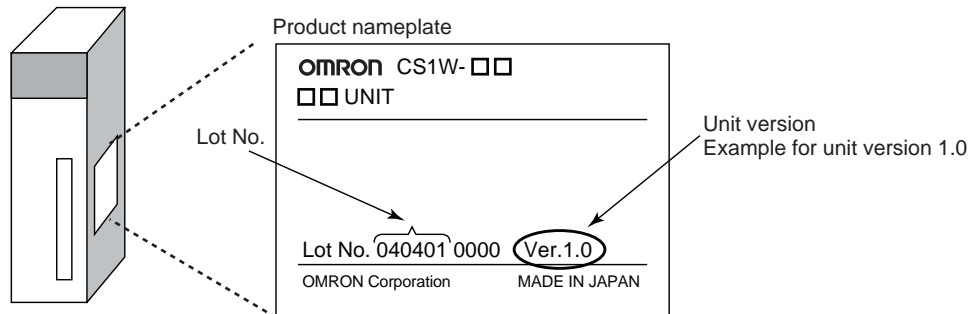 Product nameplate
OMRON CS1W-□□
□□ UNIT
Lot No.
Unit version
Example for unit version 1.0
Lot No. 040401 0000 Ver.1.0
OMRON Corporation MADE IN JAPAN